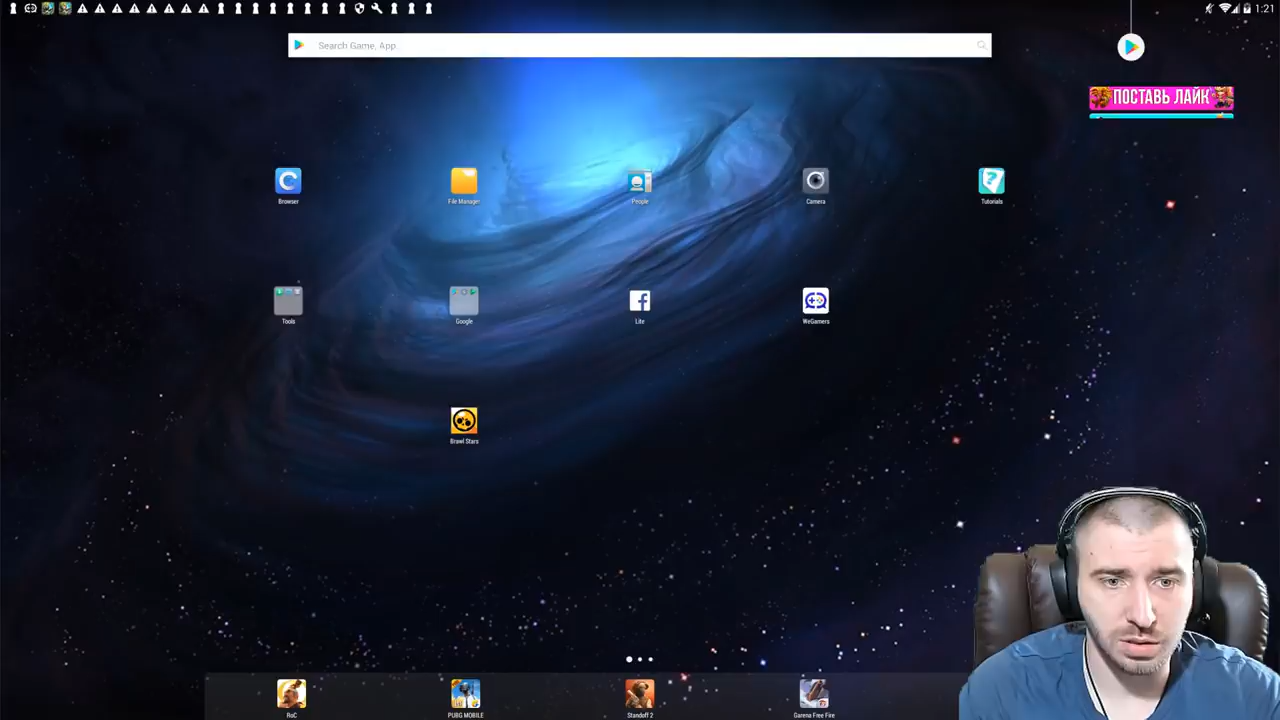 1:21
Search Game, App
ПОСТАВЬ ЛАЙК
Browser
File Manager
People
Camera
Tutorials
Tools
Google
Lite
WeGamers
Brawl Stars
RoC
PUBG MOBILE
Standoff 2
Garena Free Fire